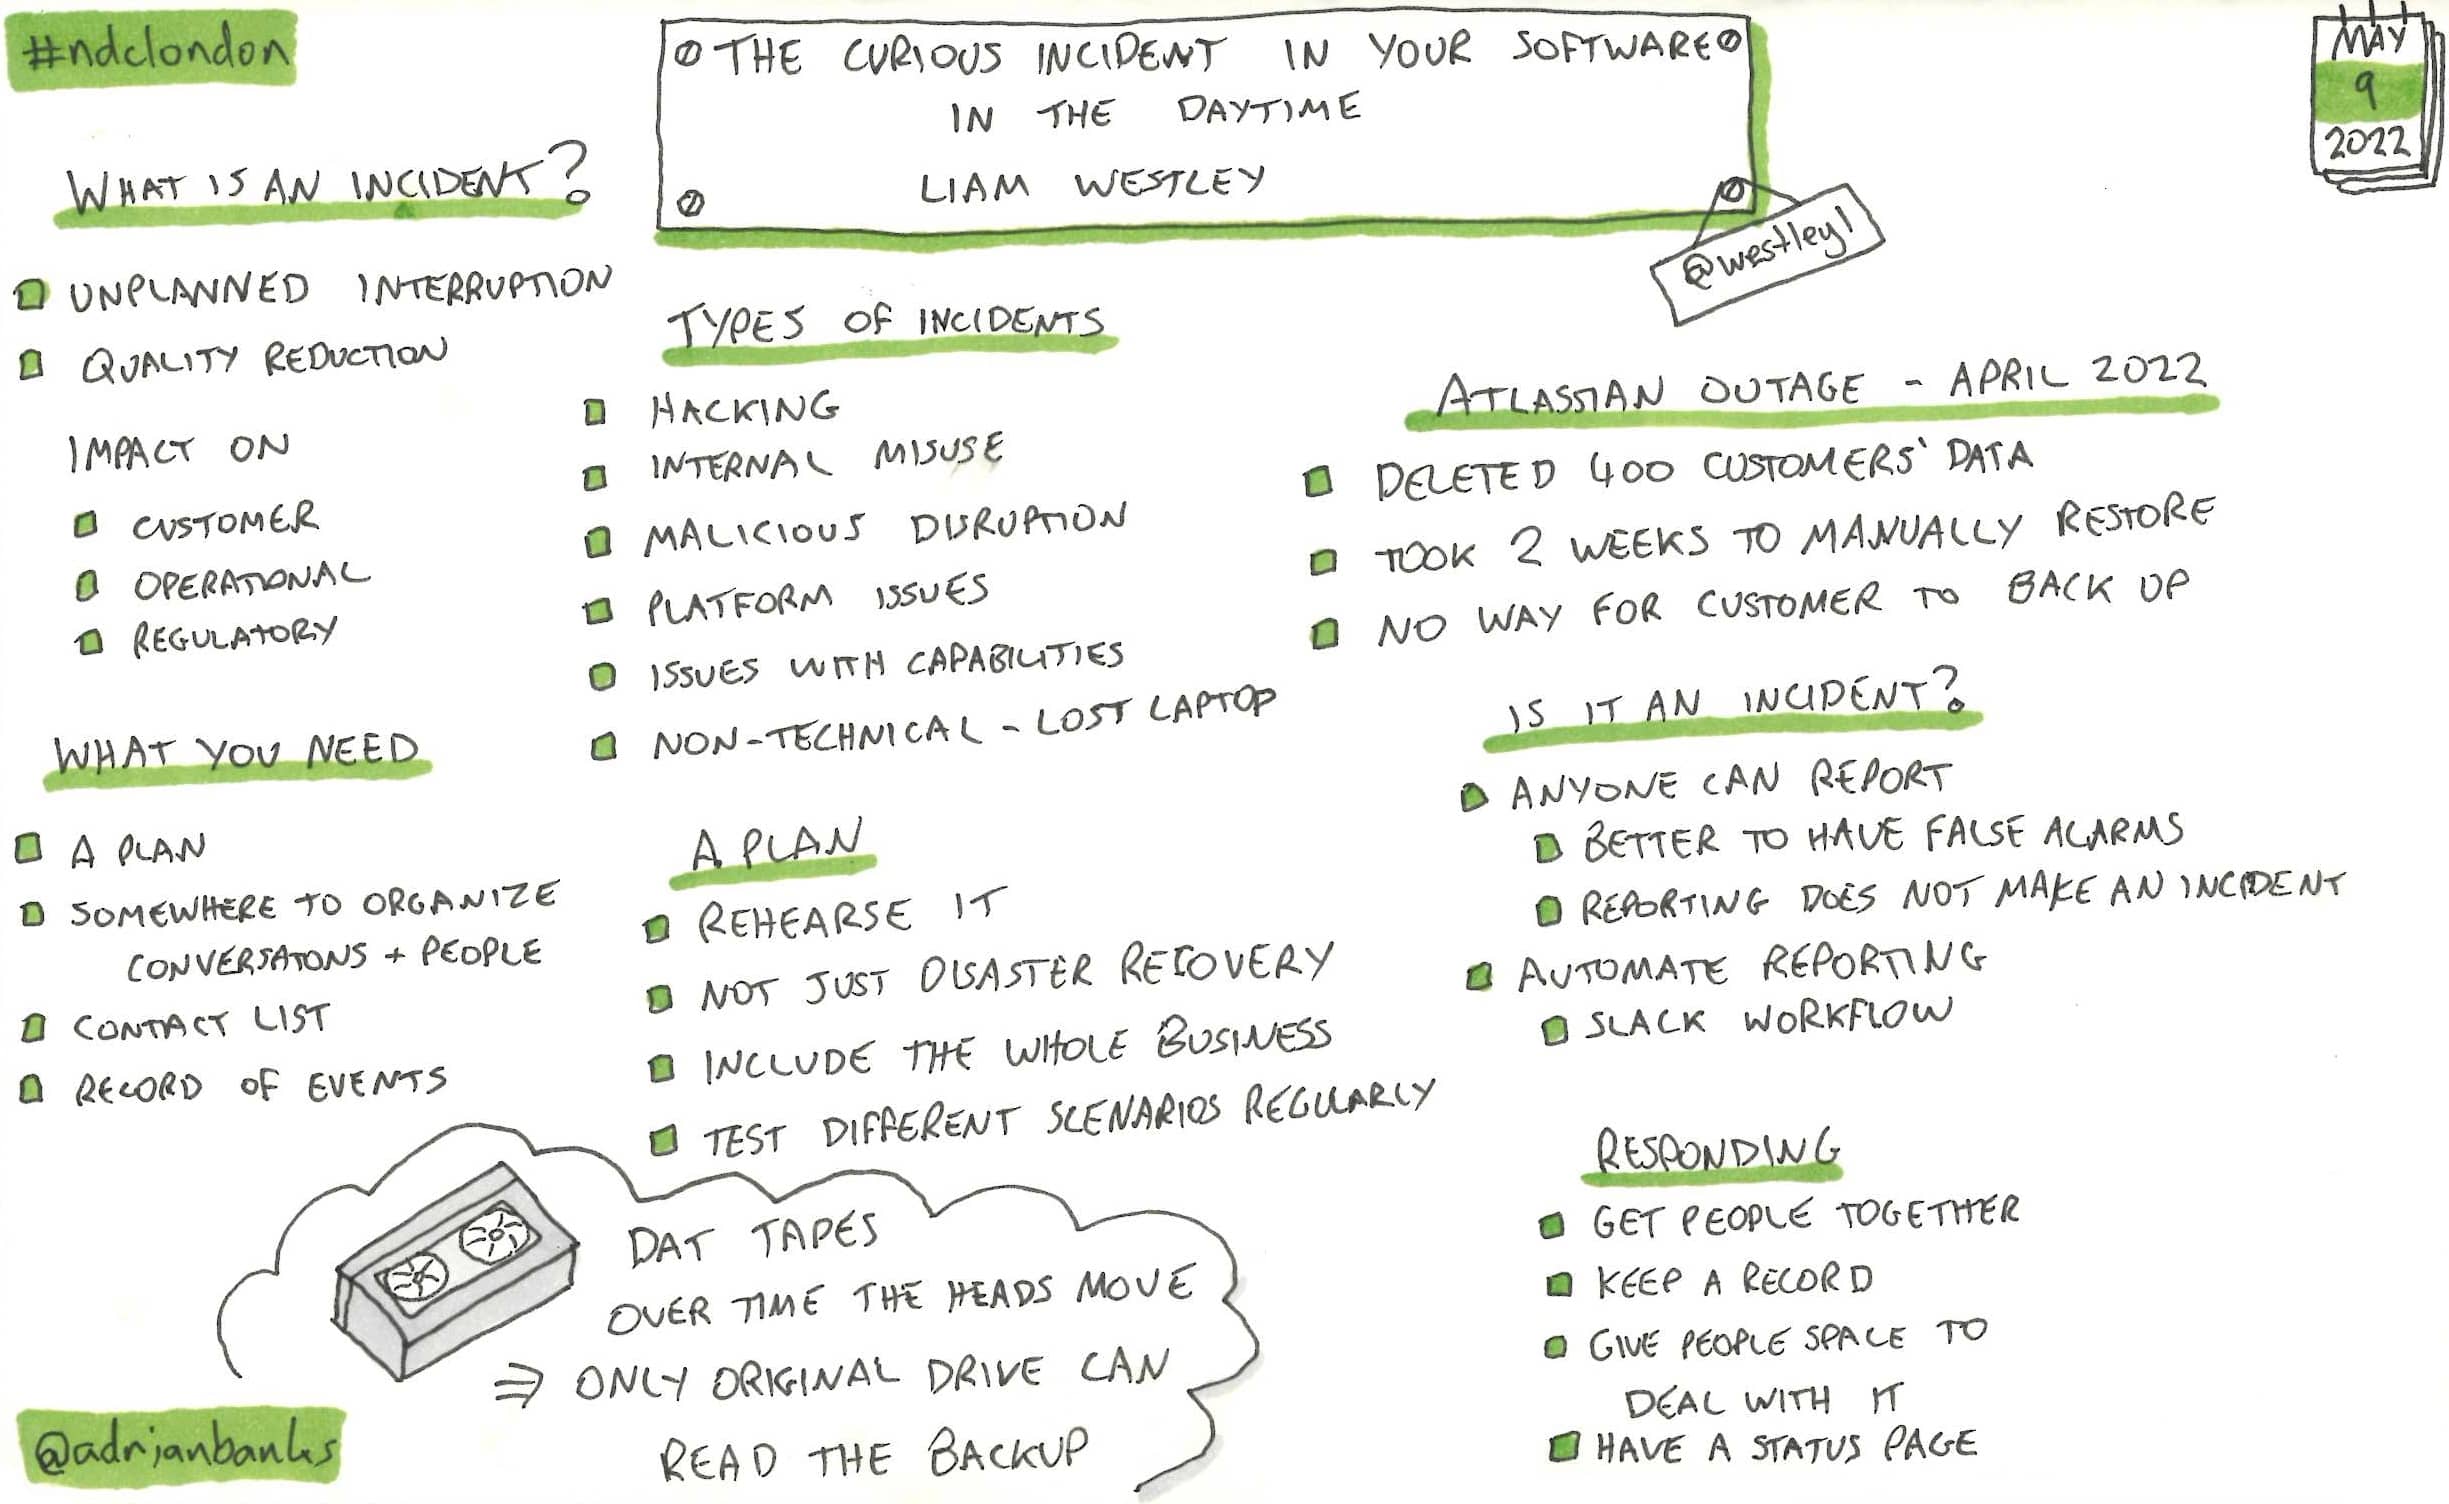 #ndclondon
THE CURIOUS INCIDENT IN YOUR SOFTWARE
IN THE DAYTIME
LIAM WESTLEY
@westleyl
MAY
9
2022
WHAT IS AN INCIDENT?
UNPLANNED INTERRUPTION
QUALITY REDUCTION
IMPACT ON
CUSTOMER
OPERATIONAL
REGULATORY
WHAT YOU NEED
A PLAN
SOMEWHERE TO ORGANIZE
CONVERSATONS + PEOPLE
CONTACT LIST
RECORD OF EVENTS
TYPES OF INCIDENTS
HACKING
INTERNAL MISUSE
MALICIOUS DISRUPTION
PLATFORM ISSUES
ISSUES WITH CAPABILITIES
NON-TECHNICAL - LOST LAPTOP
A PLAN
REHEARSE IT
NOT JUST DISASTER RECOVERY
INCLUDE THE WHOLE BUSINESS
TEST DIFFERENT SCENARIOS REGULARLY
DAT TAPES
OVER TIME THE HEADS MOVE
⇒ ONLY ORIGINAL DRIVE CAN
READ THE BACKUP
ATLASSIAN OUTAGE - APRIL 2022
DELETED 400 CUSTOMERS' DATA
TOOK 2 WEEKS TO MANUALLY RESTORE
NO WAY FOR CUSTOMER TO BACK UP
IS IT AN INCIDENT?
ANYONE CAN REPORT
BETTER TO HAVE FALSE ALARMS
REPORTING DOES NOT MAKE AN INCIDENT
AUTOMATE REPORTING
SLACK WORKFLOW
RESPONDING
GET PEOPLE TOGETHER
KEEP A RECORD
GIVE PEOPLE SPACE TO
DEAL WITH IT
HAVE A STATUS PAGE
@adrianbanks